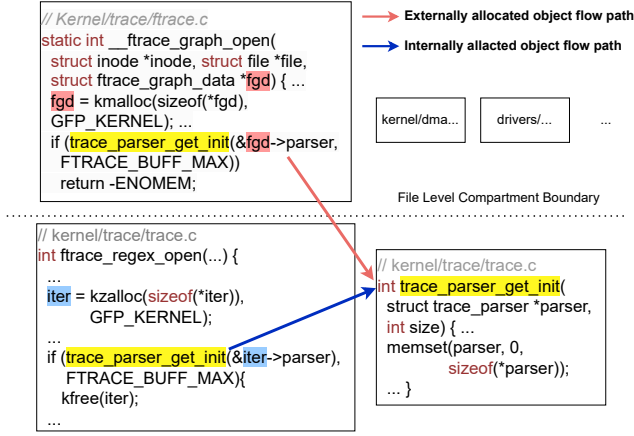 // Kernel/trace/ftrace.c
static int __ftrace_graph_open(
struct inode *inode, struct file *file,
struct ftrace_graph_data *fgd) { ...
fgd = kmalloc(sizeof(*fgd),
GFP_KERNEL); ...
if (trace_parser_get_init(&fgd->parser,
FTRACE_BUFF_MAX))
return -ENOMEM;
Externally allocated object flow path
Internally allacted object flow path
kernel/dma...
drivers/...
...
File Level Compartment Boundary
// kernel/trace/trace.c
int ftrace_regex_open(...) {
...
iter = kzalloc(sizeof(*iter)),
GFP_KERNEL);
...
if (trace_parser_get_init(&iter->parser),
FTRACE_BUFF_MAX){
kfree(iter);
...
// kernel/trace/trace.c
int trace_parser_get_init(
struct trace_parser *parser,
int size) { ...
memset(parser, 0,
sizeof(*parser));
... }